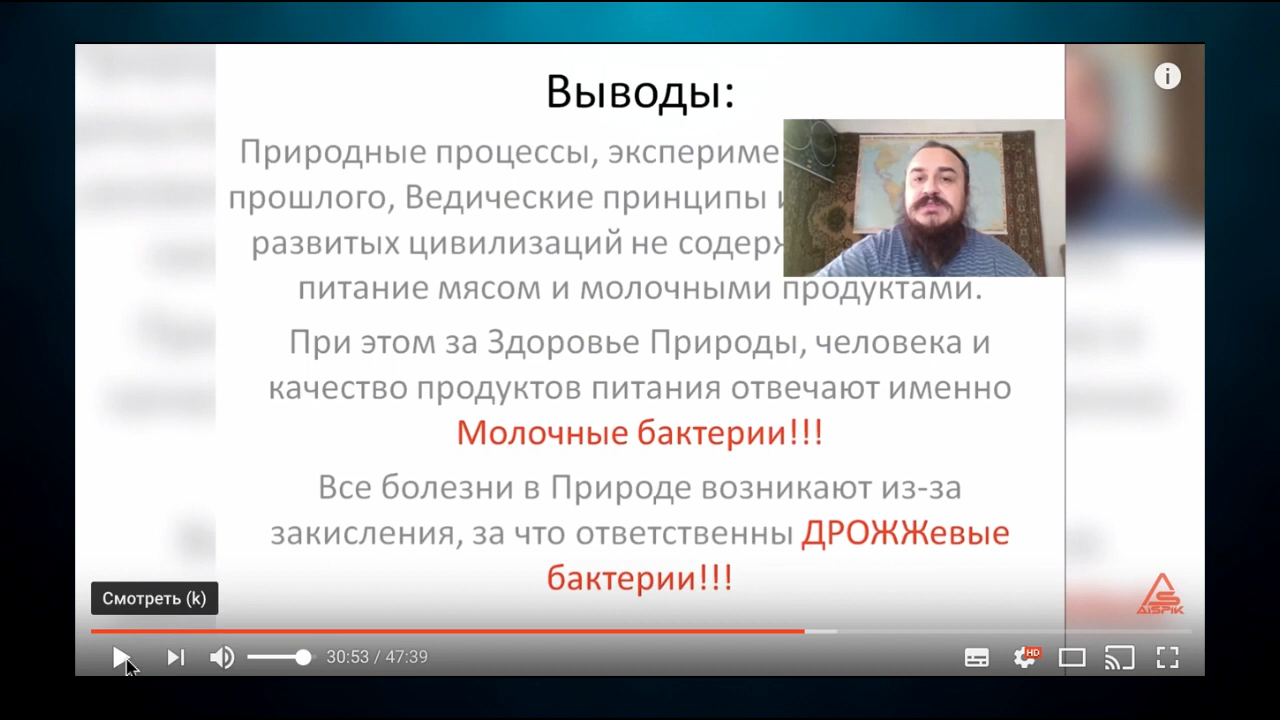 Выводы:
Природные процессы,
прошлого, Ведические принципы
развитых цивилизаций не
питание мясом и молочными продуктами.
При этом за Здоровье Природы, человека и
качество продуктов питания отвечают именно
Молочные бактерии!!!
Все болезни в Природе возникают из-за
закисления, за что ответственны ДРОЖЖевые
бактерии!!!
Смотреть (k)
AISPIK
30:53 / 47:39
HD